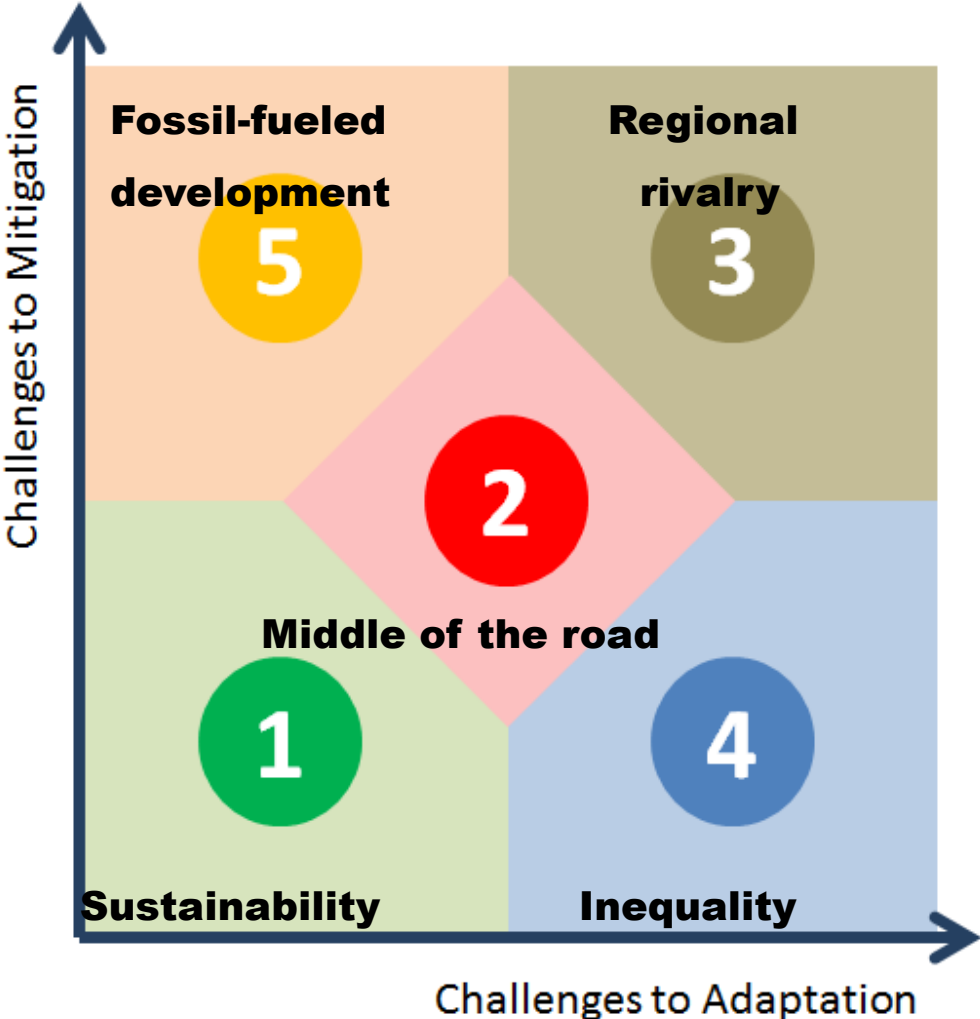 Challenges to Mitigation
Fossil-fueled
development
5
Regional
rivalry
3
2
Middle of the road
1
Sustainability
4
Inequality
Challenges to Adaptation